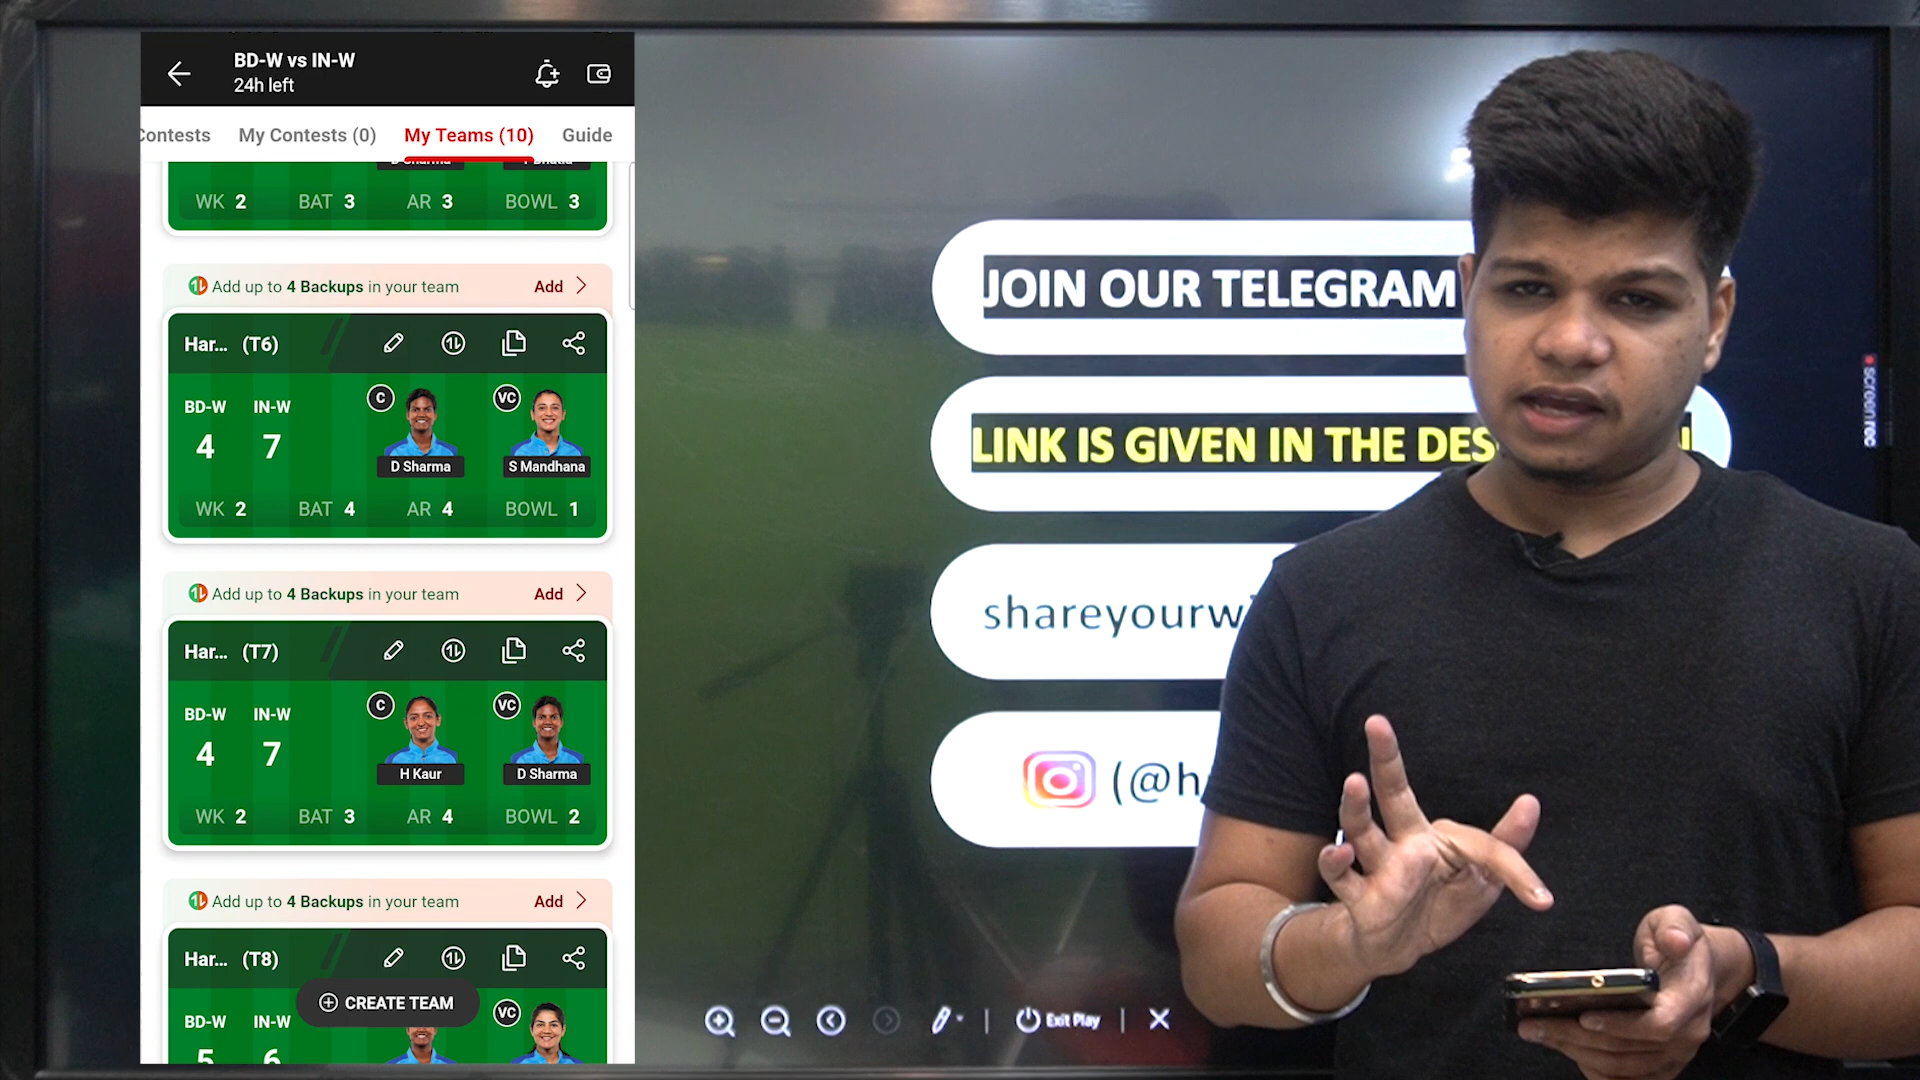 BD-W vs IN-W
24h left
Contests My Contests (0) My Teams (10) Guide
D Sharma
WK 2 BAT 3 AR 3 BOWL 3
Add up to 4 Backups in your team Add
Har... (T6)
C VC
BD-W IN-W
4 7
D Sharma S Mandhana
WK 2 BAT 4 AR 4 BOWL 1
Add up to 4 Backups in your team Add
Har... (T7)
C VC
BD-W IN-W
4 7
H Kaur D Sharma
WK 2 BAT 3 AR 4 BOWL 2
Add up to 4 Backups in your team Add
Har... (T8)
CREATE TEAM
VC
BD-W IN-W
5 6
JOIN OUR TELEGRAM
LINK IS GIVEN IN THE DES
shareyourw
(@h
Exit Play
screenrec